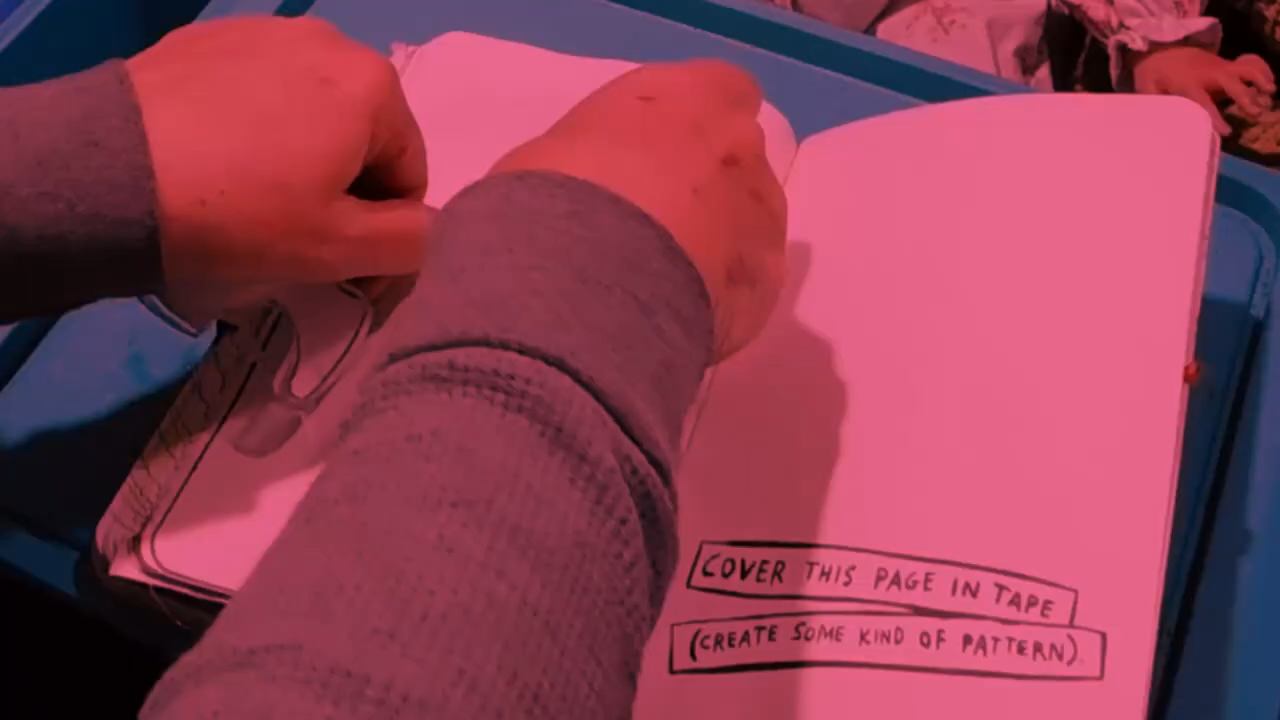 COVER THIS PAGE IN TAPE
(CREATE SOME KIND OF PATTERN).